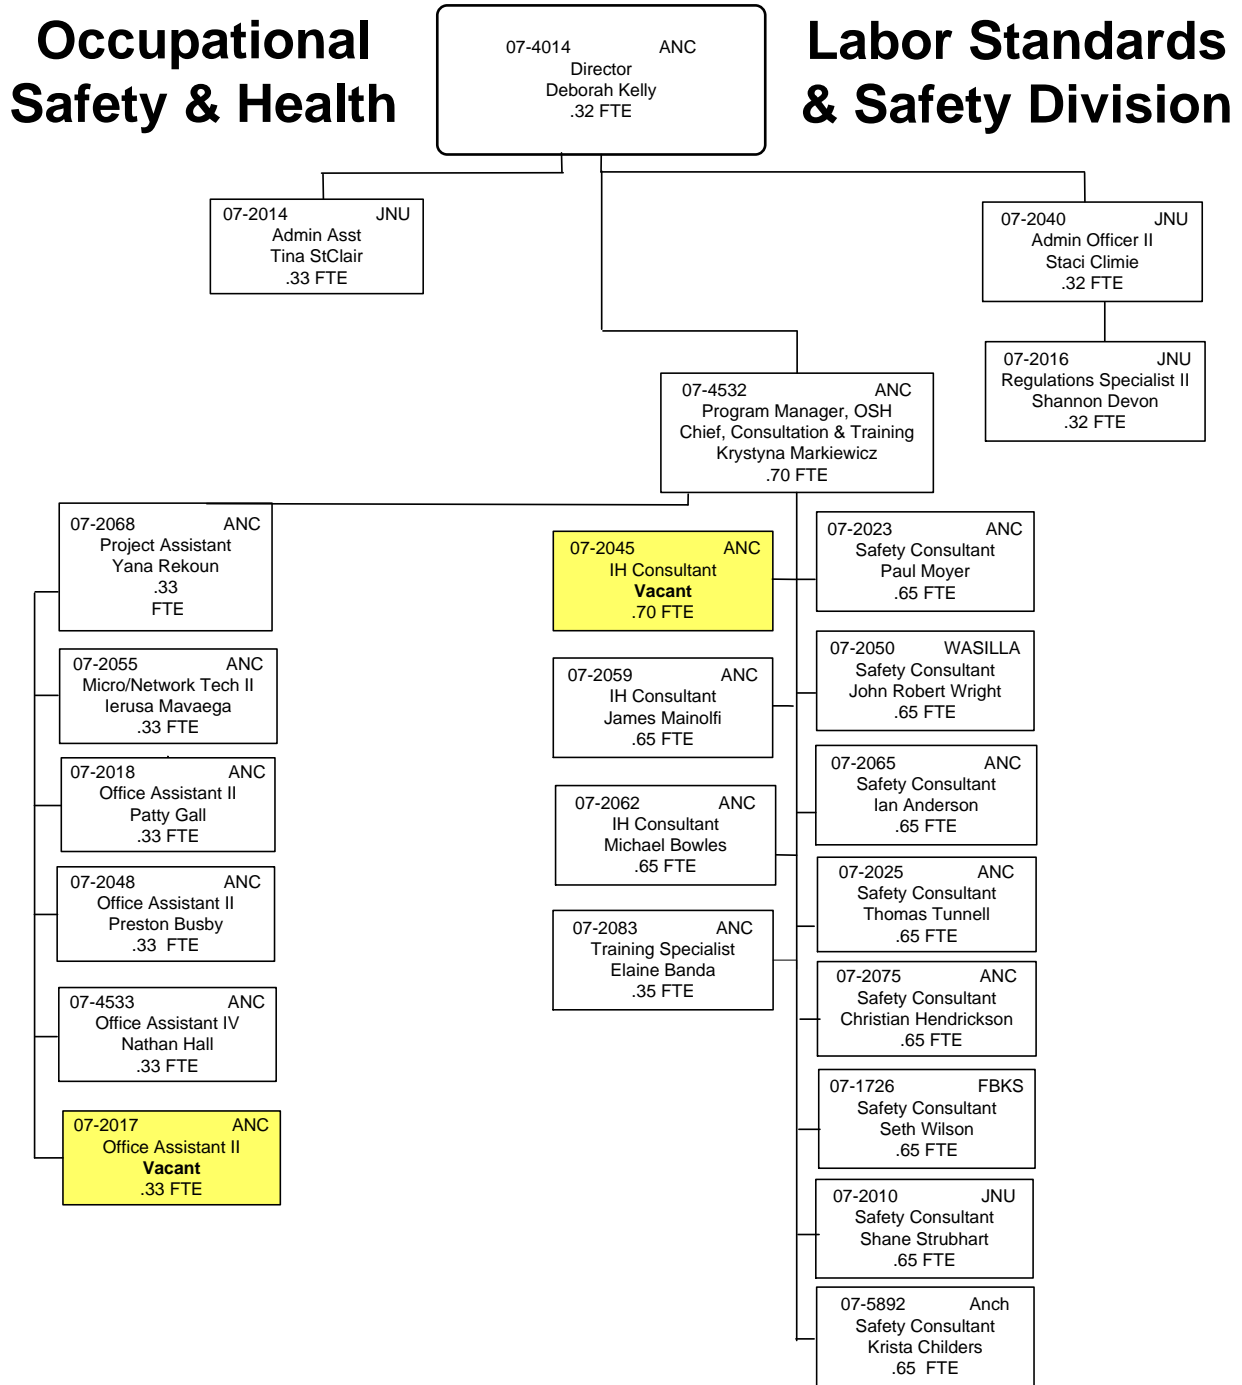 Occupational
Safety & Health
07-4014 ANC
Director
Deborah Kelly
.32 FTE
Labor Standards
& Safety Division
07-2014 JNU
Admin Asst
Tina StClair
.33 FTE
07-2040 JNU
Admin Officer II
Staci Climie
.32 FTE
07-2016 JNU
Regulations Specialist II
Shannon Devon
.32 FTE
07-4532 ANC
Program Manager, OSH
Chief, Consultation & Training
Krystyna Markiewicz
.70 FTE
07-2068 ANC
Project Assistant
Yana Rekoun
.33
FTE
07-2055 ANC
Micro/Network Tech II
Ierusa Mavaega
.33 FTE
07-2018 ANC
Office Assistant II
Patty Gall
.33 FTE
07-2048 ANC
Office Assistant II
Preston Busby
.33 FTE
07-4533 ANC
Office Assistant IV
Nathan Hall
.33 FTE
07-2017 ANC
Office Assistant II
Vacant
.33 FTE
07-2045 ANC
IH Consultant
Vacant
.70 FTE
07-2059 ANC
IH Consultant
James Mainolfi
.65 FTE
07-2062 ANC
IH Consultant
Michael Bowles
.65 FTE
07-2083 ANC
Training Specialist
Elaine Banda
.35 FTE
07-2023 ANC
Safety Consultant
Paul Moyer
.65 FTE
07-2050 WASILLA
Safety Consultant
John Robert Wright
.65 FTE
07-2065 ANC
Safety Consultant
Ian Anderson
.65 FTE
07-2025 ANC
Safety Consultant
Thomas Tunnell
.65 FTE
07-2075 ANC
Safety Consultant
Christian Hendrickson
.65 FTE
07-1726 FBKS
Safety Consultant
Seth Wilson
.65 FTE
07-2010 JNU
Safety Consultant
Shane Strubhart
.65 FTE
07-5892 Anch
Safety Consultant
Krista Childers
.65 FTE